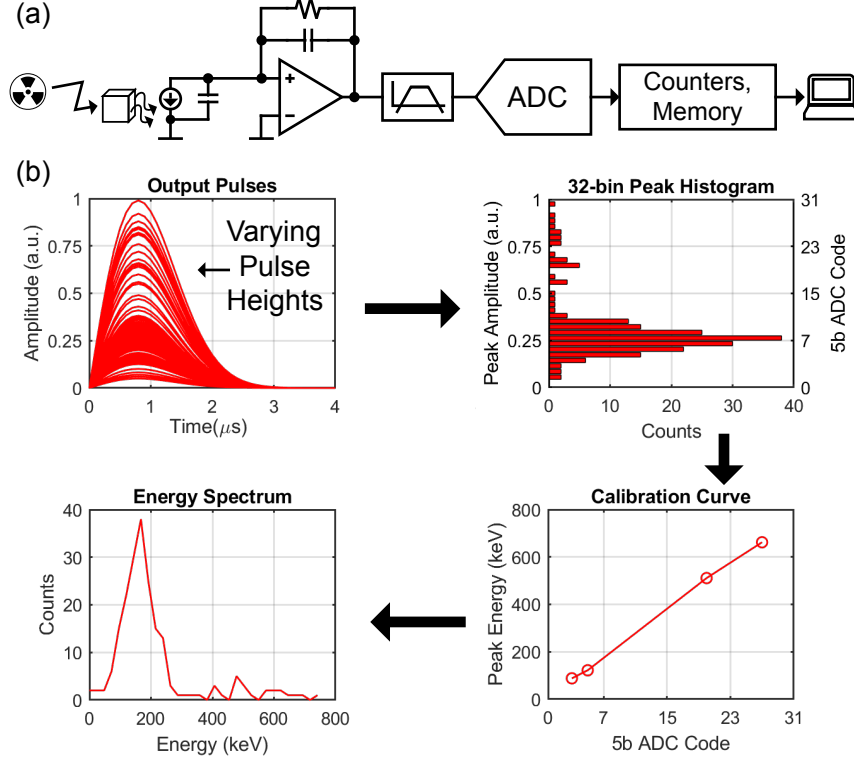 (a)
+
−
ADC
Counters,
Memory
(b)
Output Pulses
Amplitude (a.u.)
1
0.75
0.5
0.25
0
Varying
Pulse
Heights
0 1 2 3 4
Time(μs)
32-bin Peak Histogram
Peak Amplitude (a.u.)
1
0.75
0.5
0.25
0
31
23
15
7
0
5b ADC Code
0 10 20 30 40
Counts
Energy Spectrum
Counts
40
30
20
10
0
0 200 400 600 800
Energy (keV)
Calibration Curve
Peak Energy (keV)
800
600
400
200
0
0 7 15 23 31
5b ADC Code